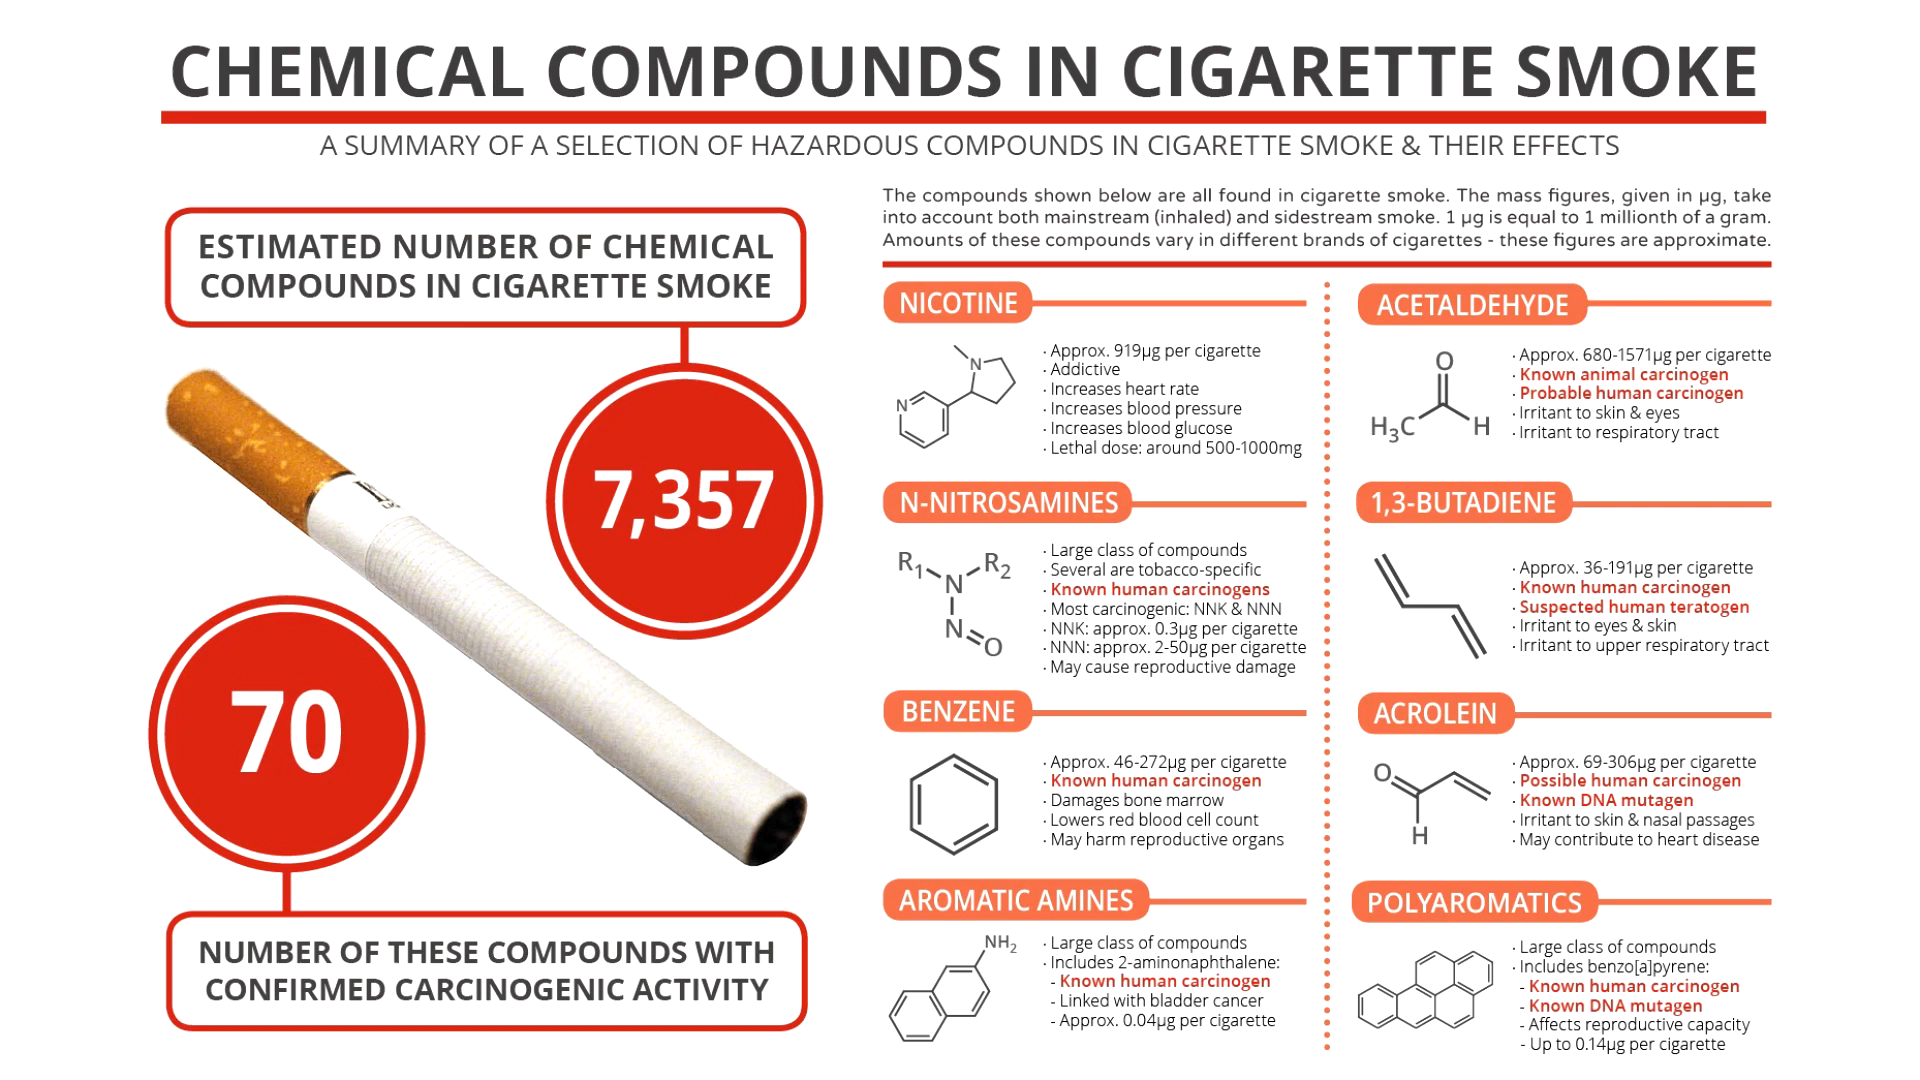 CHEMICAL COMPOUNDS IN CIGARETTE SMOKE
A SUMMARY OF A SELECTION OF HAZARDOUS COMPOUNDS IN CIGARETTE SMOKE & THEIR EFFECTS
ESTIMATED NUMBER OF CHEMICAL
COMPOUNDS IN CIGARETTE SMOKE
7,357
70
NUMBER OF THESE COMPOUNDS WITH
CONFIRMED CARCINOGENIC ACTIVITY
The compounds shown below are all found in cigarette smoke. The mass figures, given in µg, take
into account both mainstream (inhaled) and sidestream smoke. 1 µg is equal to 1 millionth of a gram.
Amounts of these compounds vary in different brands of cigarettes - these figures are approximate.
NICOTINE
N
N
· Approx. 919µg per cigarette
· Addictive
· Increases heart rate
· Increases blood pressure
· Increases blood glucose
· Lethal dose: around 500-1000mg
N-NITROSAMINES
R1 R2
N
N
O
· Large class of compounds
· Several are tobacco-specific
· Known human carcinogens
· Most carcinogenic: NNK & NNN
· NNK: approx. 0.3µg per cigarette
· NNN: approx. 2-50µg per cigarette
· May cause reproductive damage
BENZENE
· Approx. 46-272µg per cigarette
· Known human carcinogen
· Damages bone marrow
· Lowers red blood cell count
· May harm reproductive organs
AROMATIC AMINES
NH2
· Large class of compounds
· Includes 2-aminonaphthalene:
- Known human carcinogen
- Linked with bladder cancer
- Approx. 0.04µg per cigarette
ACETALDEHYDE
O
H3C H
· Approx. 680-1571µg per cigarette
· Known animal carcinogen
· Probable human carcinogen
· Irritant to skin & eyes
· Irritant to respiratory tract
1,3-BUTADIENE
· Approx. 36-191µg per cigarette
· Known human carcinogen
· Suspected human teratogen
· Irritant to eyes & skin
· Irritant to upper respiratory tract
ACROLEIN
O
H
· Approx. 69-306µg per cigarette
· Possible human carcinogen
· Known DNA mutagen
· Irritant to skin & nasal passages
· May contribute to heart disease
POLYAROMATICS
· Large class of compounds
· Includes benzo[a]pyrene:
- Known human carcinogen
- Known DNA mutagen
- Affects reproductive capacity
- Up to 0.14µg per cigarette